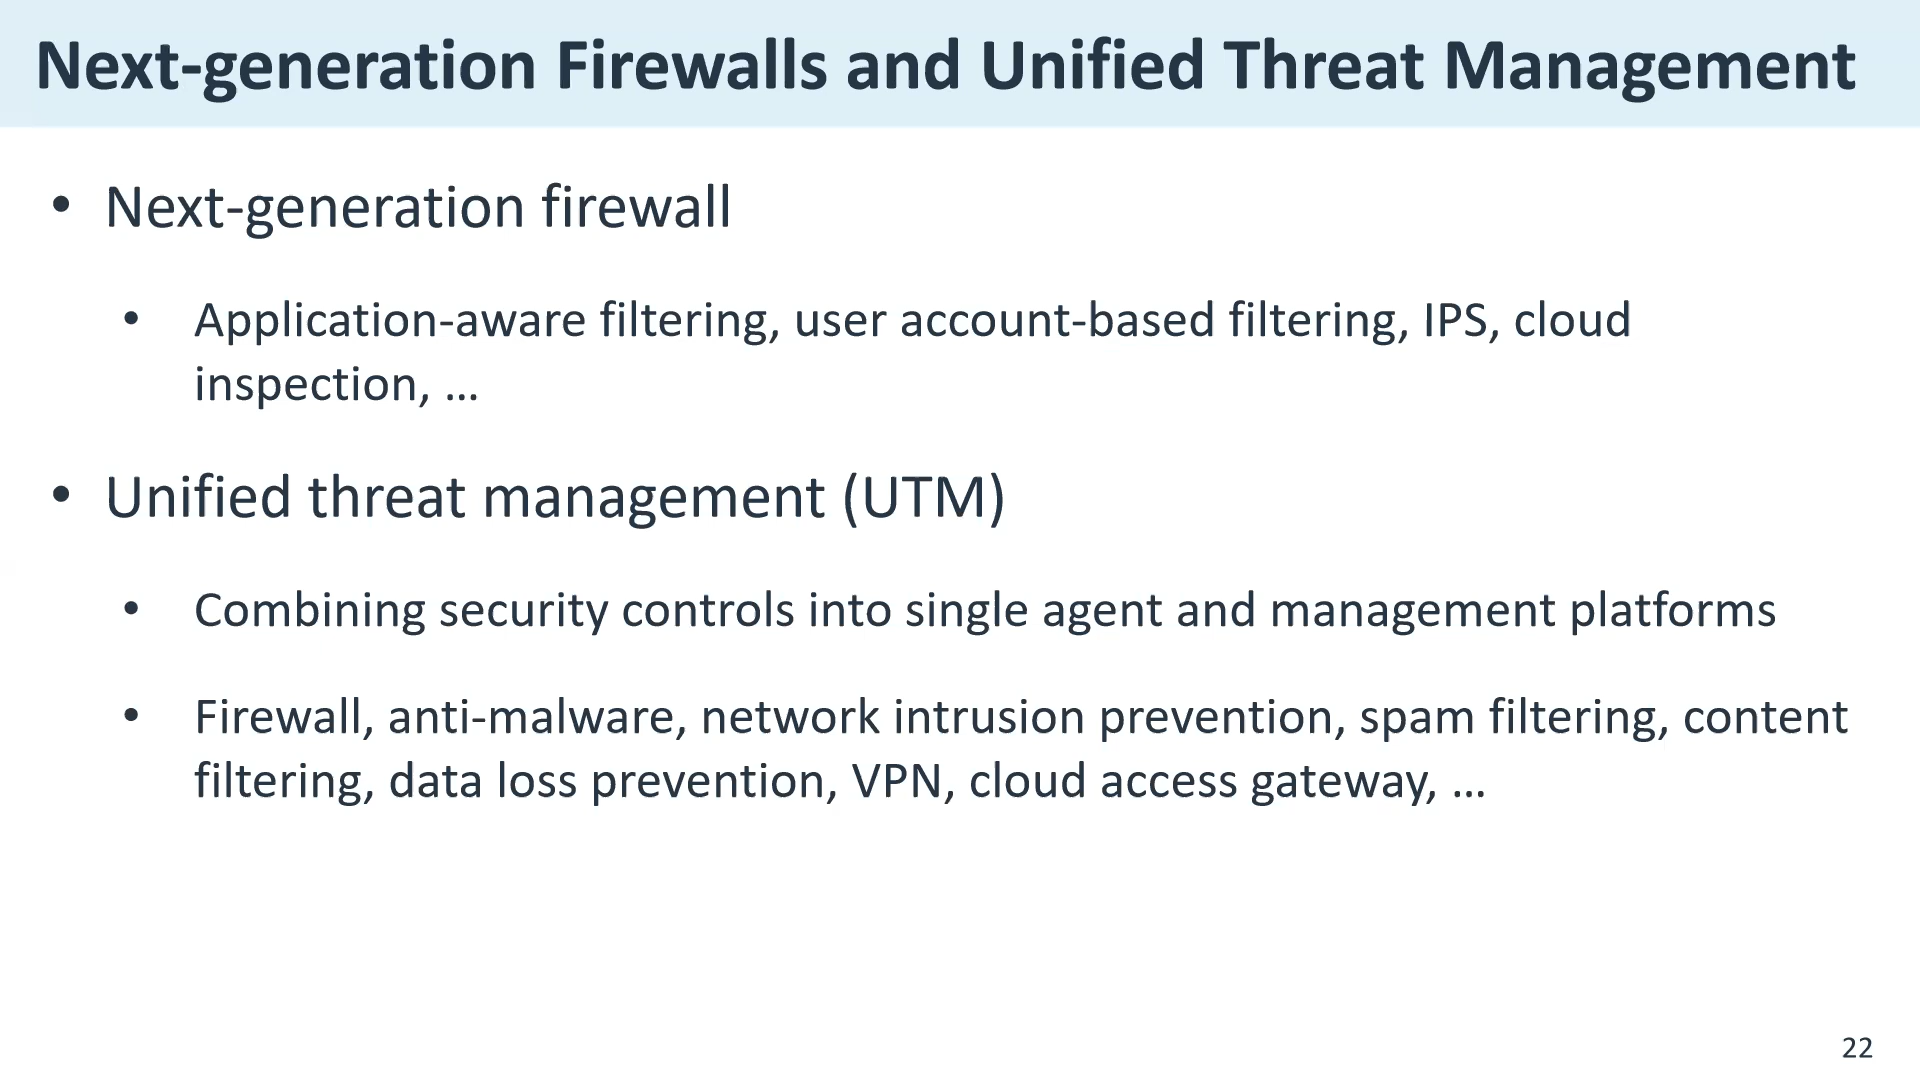 Next-generation Firewalls and Unified Threat Management
• Next-generation firewall
• Application-aware filtering, user account-based filtering, IPS, cloud
inspection, ...
• Unified threat management (UTM)
• Combining security controls into single agent and management platforms
• Firewall, anti-malware, network intrusion prevention, spam filtering, content
filtering, data loss prevention, VPN, cloud access gateway, ...
22